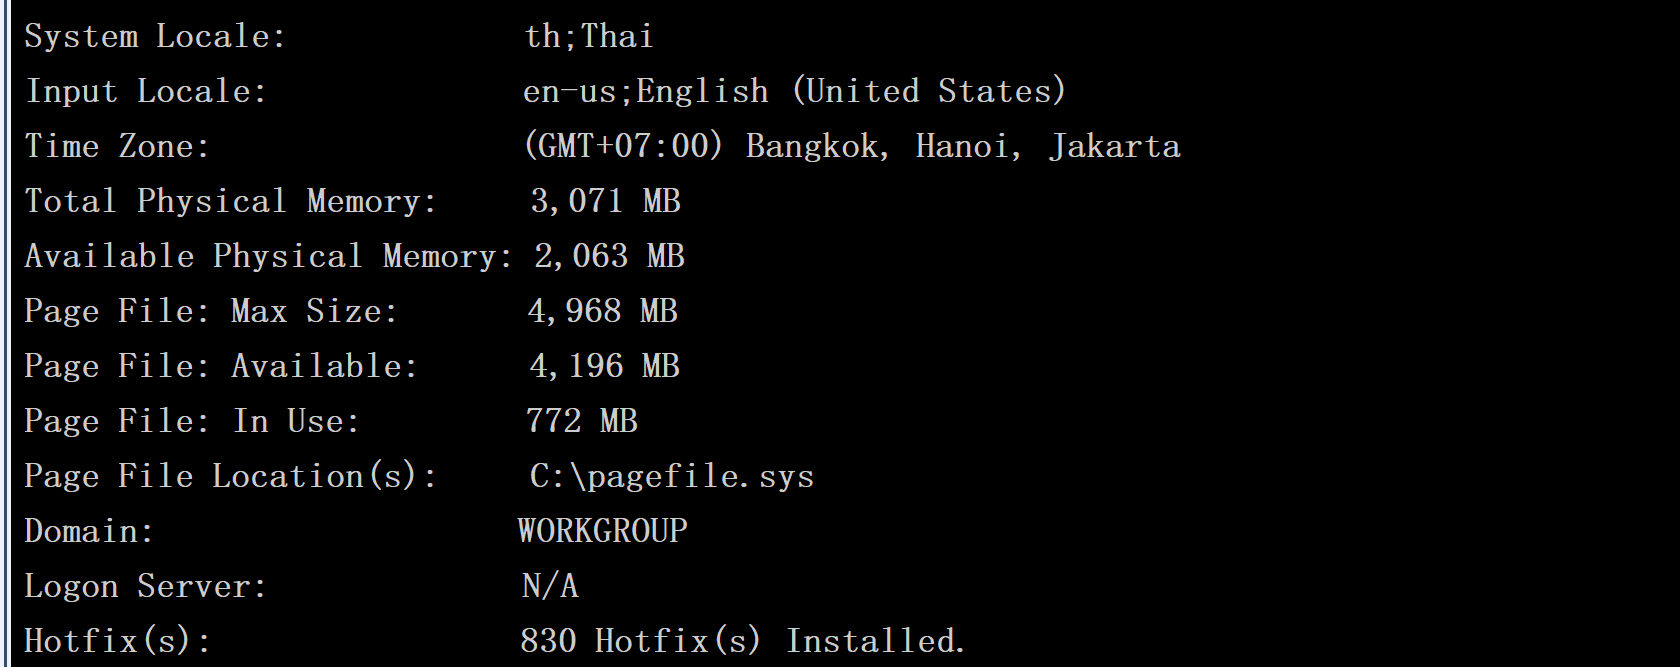 System Locale: th;Thai
Input Locale: en-us;English (United States)
Time Zone: (GMT+07:00) Bangkok, Hanoi, Jakarta
Total Physical Memory: 3,071 MB
Available Physical Memory: 2,063 MB
Page File: Max Size: 4,968 MB
Page File: Available: 4,196 MB
Page File: In Use: 772 MB
Page File Location(s): C:\pagefile.sys
Domain: WORKGROUP
Logon Server: N/A
Hotfix(s): 830 Hotfix(s) Installed.